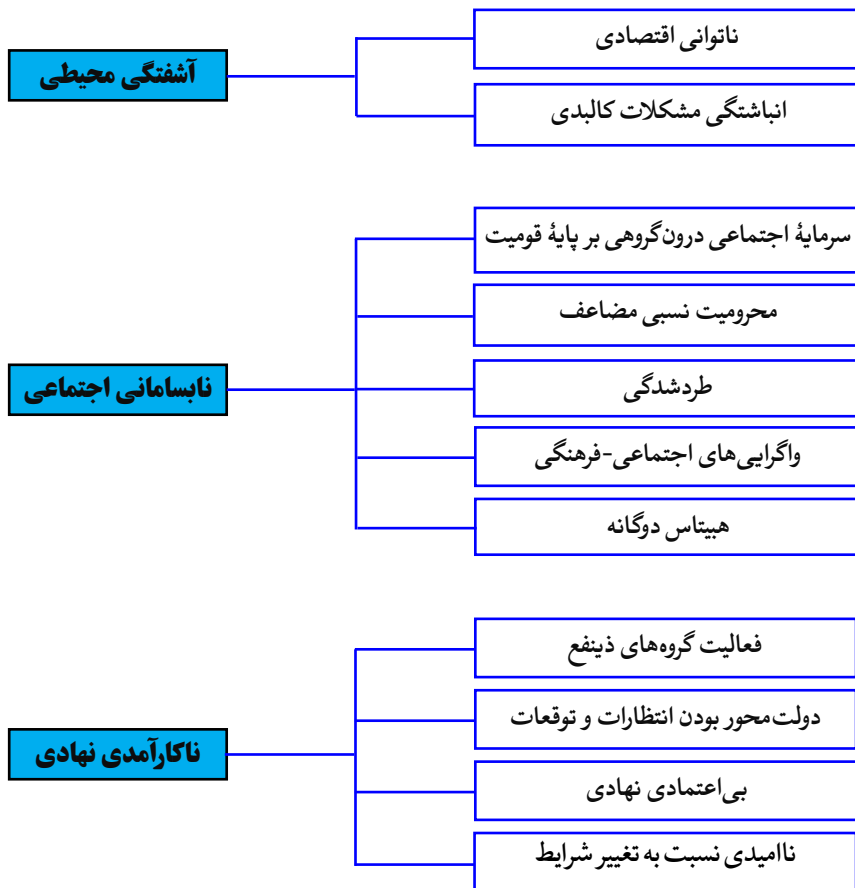 آشفتگی محیطی
ناتوانی اقتصادی
انباشتگی مشکلات کالبدی
نابسامانی اجتماعی
سرمایۀ اجتماعی درون‌گروهی بر پایۀ قومیت
محرومیت نسبی مضاعف
طردشدگی
واگرایی‌های اجتماعی-فرهنگی
هبیتاس دوگانه
ناکارآمدی نهادی
فعالیت گروه‌های ذینفع
دولت‌محور بودن انتظارات و توقعات
بی‌اعتمادی نهادی
ناامیدی نسبت به تغییر شرایط